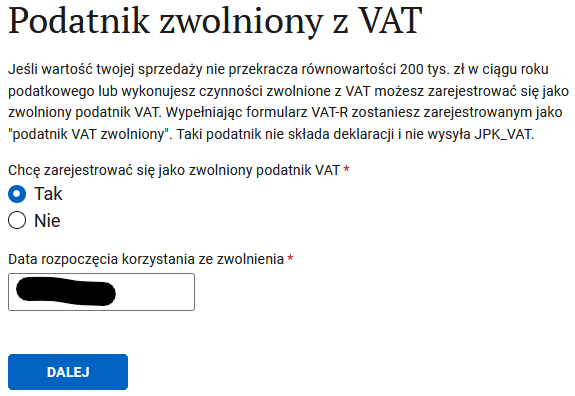 Podatnik zwolniony z VAT
Jeśli wartość twojej sprzedaży nie przekracza równowartości 200 tys. zł w ciągu roku
podatkowego lub wykonujesz czynności zwolnione z VAT możesz zarejestrować się jako
zwolniony podatnik VAT. Wypełniając formularz VAT-R zostaniesz zarejestrowanym jako
"podatnik VAT zwolniony". Taki podatnik nie składa deklaracji i nie wysyła JPK_VAT.
Chcę zarejestrować się jako zwolniony podatnik VAT *
Tak
Nie
Data rozpoczęcia korzystania ze zwolnienia *
DALEJ